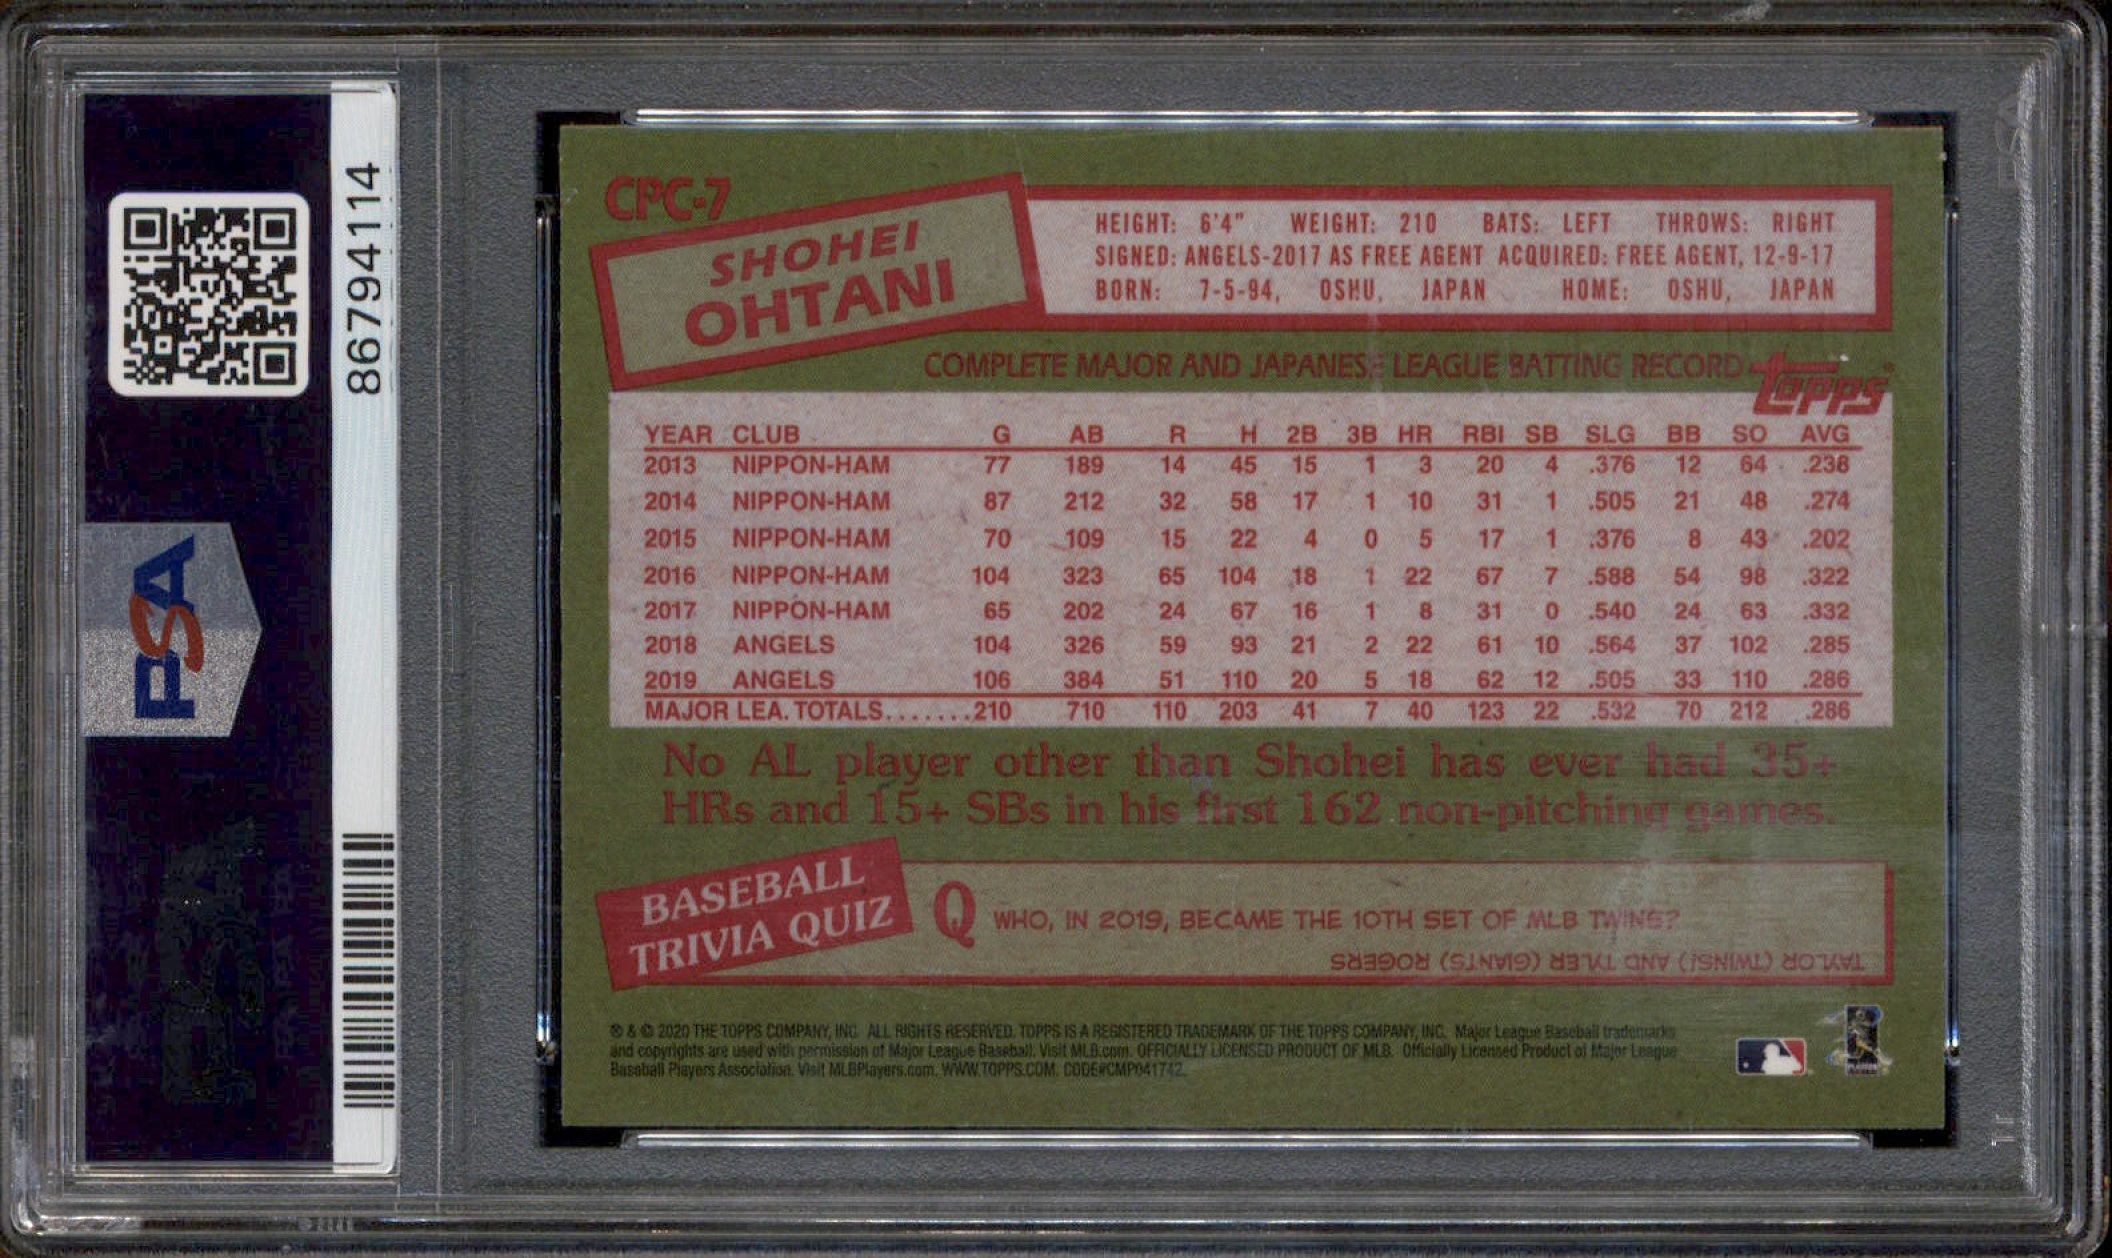 86794114
PSA
CPC-7
SHOHEI
OHTANI
HEIGHT: 6'4" WEIGHT: 210 BATS: LEFT THROWS: RIGHT
SIGNED: ANGELS-2017 AS FREE AGENT ACQUIRED: FREE AGENT, 12-9-17
BORN: 7-5-94, OSHU, JAPAN HOME: OSHU, JAPAN
COMPLETE MAJOR AND JAPANESE LEAGUE BATTING RECORD
topps®
YEAR CLUB G AB R H 2B 3B HR RBI SB SLG BB SO AVG
2013 NIPPON-HAM 77 189 14 45 15 1 3 20 4 .376 12 64 .238
2014 NIPPON-HAM 87 212 32 58 17 1 10 31 1 .505 21 48 .274
2015 NIPPON-HAM 70 109 15 22 4 0 5 17 1 .376 8 43 .202
2016 NIPPON-HAM 104 323 65 104 18 1 22 67 7 .588 54 98 .322
2017 NIPPON-HAM 65 202 24 67 16 1 8 31 0 .540 24 63 .332
2018 ANGELS 104 326 59 93 21 2 22 61 10 .564 37 102 .285
2019 ANGELS 106 384 51 110 20 5 18 62 12 .505 33 110 .286
MAJOR LEA. TOTALS.......210 710 110 203 41 7 40 123 22 .532 70 212 .286
No AL player other than Shohei has ever had 35+
HRs and 15+ SBs in his first 162 non-pitching games.
BASEBALL
TRIVIA QUIZ
Q WHO, IN 2019, BECAME THE 10TH SET OF MLB TWINS?
TAYLOR (TWINS!) AND TYLER (GIANTS) ROGERS
® & © 2020 THE TOPPS COMPANY, INC. ALL RIGHTS RESERVED. TOPPS IS A REGISTERED TRADEMARK OF THE TOPPS COMPANY, INC. Major League Baseball trademarks
and copyrights are used with permission of Major League Baseball. Visit MLB.com. OFFICIALLY LICENSED PRODUCT OF MLB. Officially Licensed Product of Major League
Baseball Players Association. Visit MLBPlayers.com. WWW.TOPPS.COM. CODE#CMP041742.